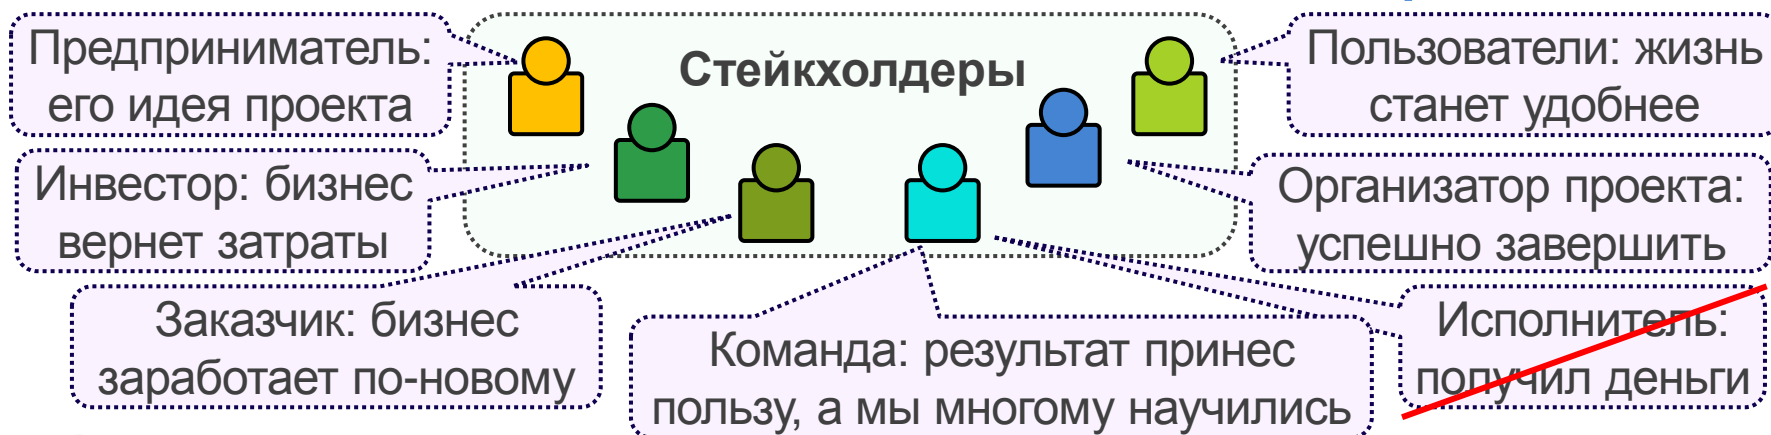 Предприниматель:
его идея проекта
Стейкхолдеры
Пользователи: жизнь
станет удобнее
Инвестор: бизнес
вернет затраты
Организатор проекта:
успешно завершить
Заказчик: бизнес
заработает по-новому
Команда: результат принес
пользу, а мы многому научились
Исполнитель:
получил деньги